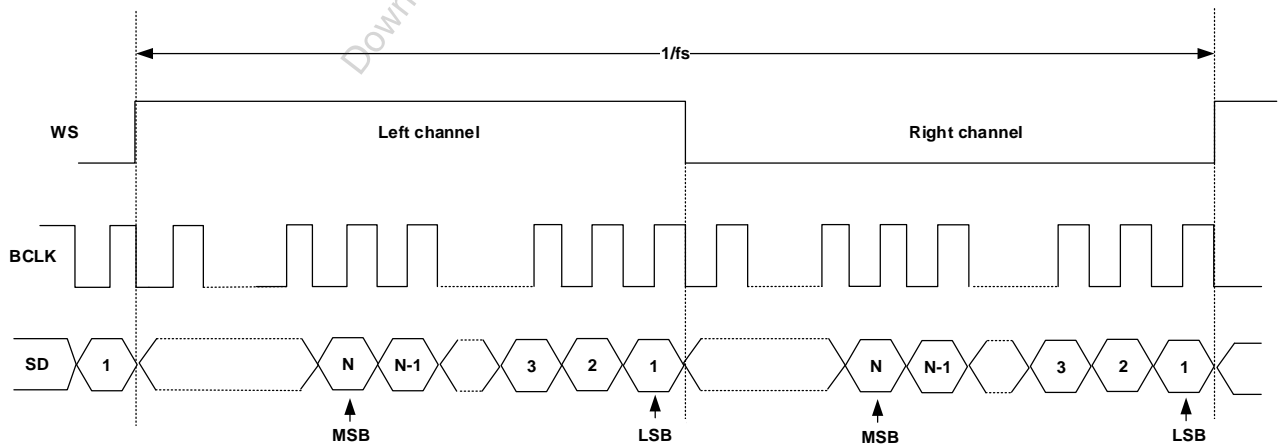 1/fs
WS
Left channel
Right channel
BCLK
SD
1
N
N-1
3
2
1
N
N-1
3
2
1
MSB
LSB
MSB
LSB